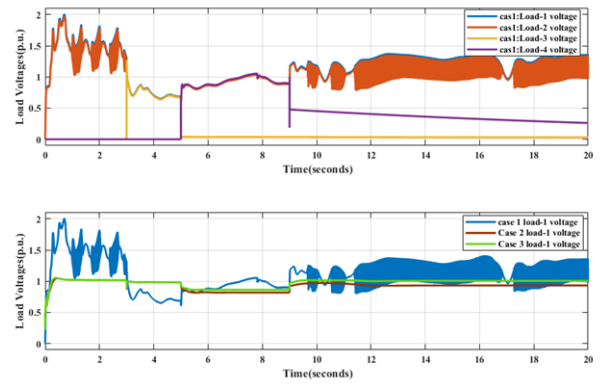 2
1.5
1
0.5
0
Load Voltages(p.u.)
cas1:Load-1 voltage
cas1:Load-2 voltage
cas1:Load-3 voltage
cas1:Load-4 voltage
0 2 4 6 8 10 12 14 16 18 20
Time(seconds)
2
1.5
1
0.5
0
Load Voltages(p.u.)
case 1 load-1 voltage
Case 2 load-1 voltage
Case 3 load-1 voltage
0 2 4 6 8 10 12 14 16 18 20
Time(seconds)